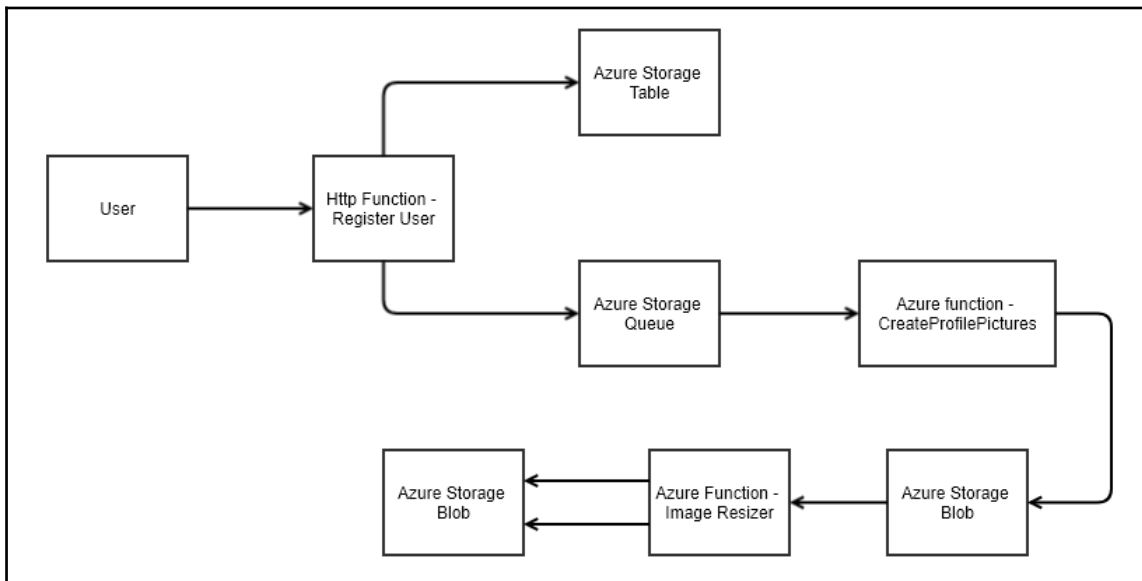 Azure Storage
Table
User
Http Function -
Register User
Azure Storage
Queue
Azure function -
CreateProfilePictures
Azure Storage
Blob
Azure Function -
Image Resizer
Azure Storage
Blob